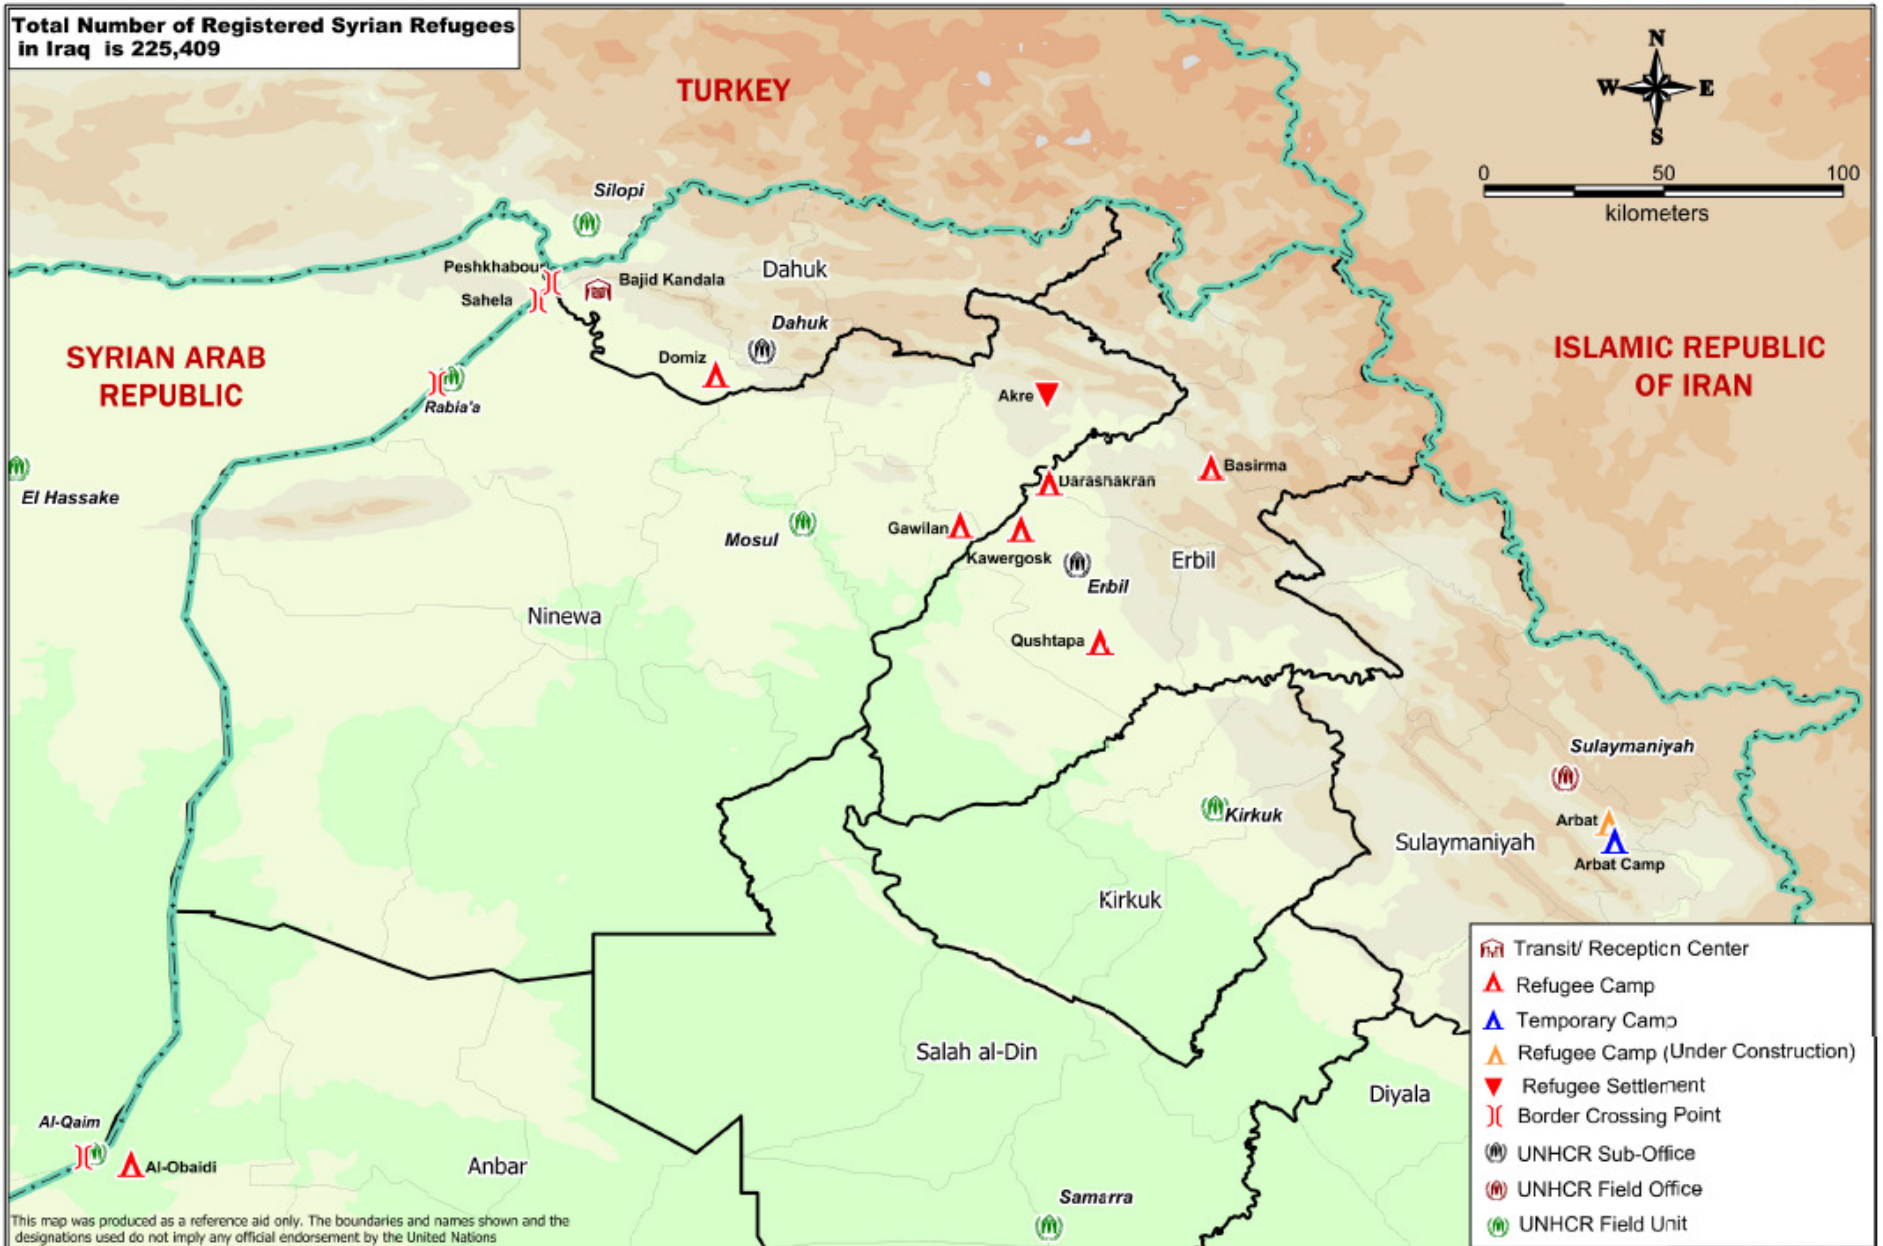 Total Number of Registered Syrian Refugees
in Iraq is 225,409
TURKEY
N
W E
S
0 50 100
kilometers
Silopi
Peshkhabour
Bajid Kandala
Dahuk
Sahela
Dahuk
SYRIAN ARAB
REPUBLIC
ISLAMIC REPUBLIC
OF IRAN
Domiz
Akre
Rabia'a
El Hassake
Basirma
Darashakran
Mosul
Gawilan
Kawergosk
Erbil
Erbil
Ninewa
Qushtapa
Sulaymaniyah
Kirkuk
Arbat
Sulaymaniyah
Arbat Camp
Kirkuk
Salah al-Din
Diyala
Al-Qaim
Al-Obaidi
Anbar
Samarra
Transit/ Reception Center
Refugee Camp
Temporary Camp
Refugee Camp (Under Construction)
Refugee Settlement
Border Crossing Point
UNHCR Sub-Office
UNHCR Field Office
UNHCR Field Unit
This map was produced as a reference aid only. The boundaries and names shown and the
designations used do not imply any official endorsement by the United Nations